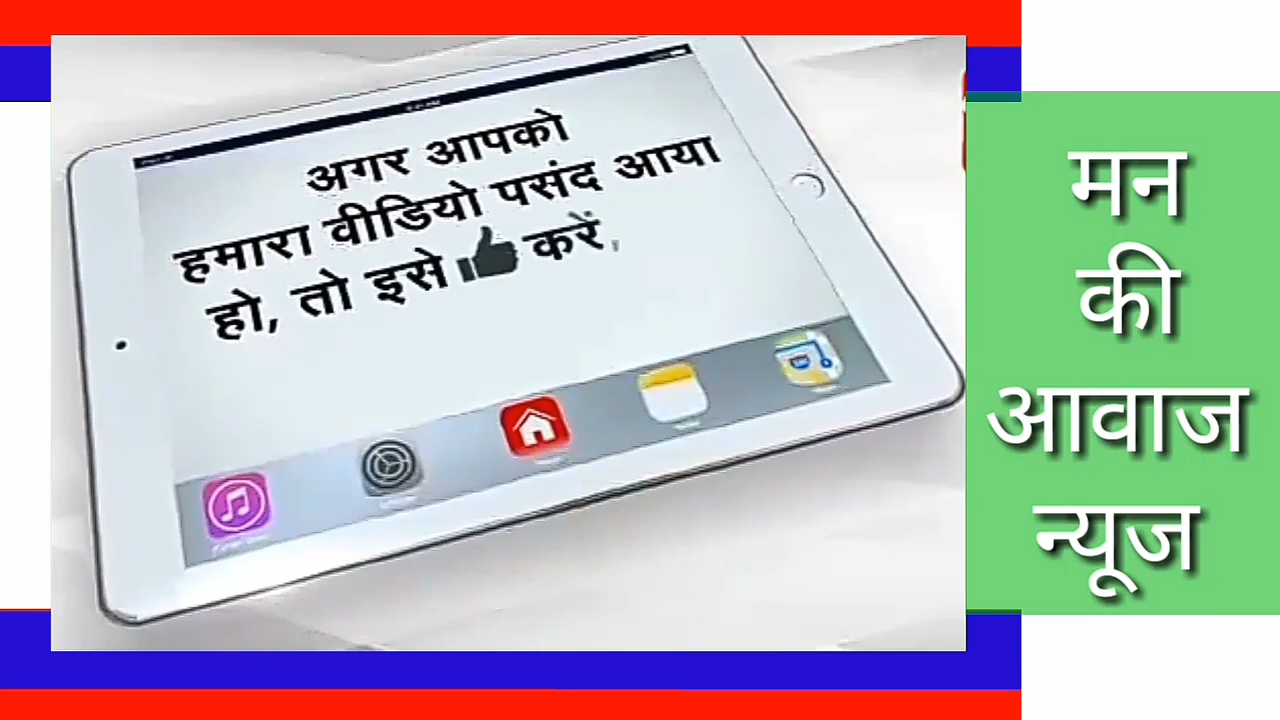 अगर आपको
हमारा वीडियो पसंद आया
हो, तो इसे 👍 करें,
मन
की
आवाज
न्यूज